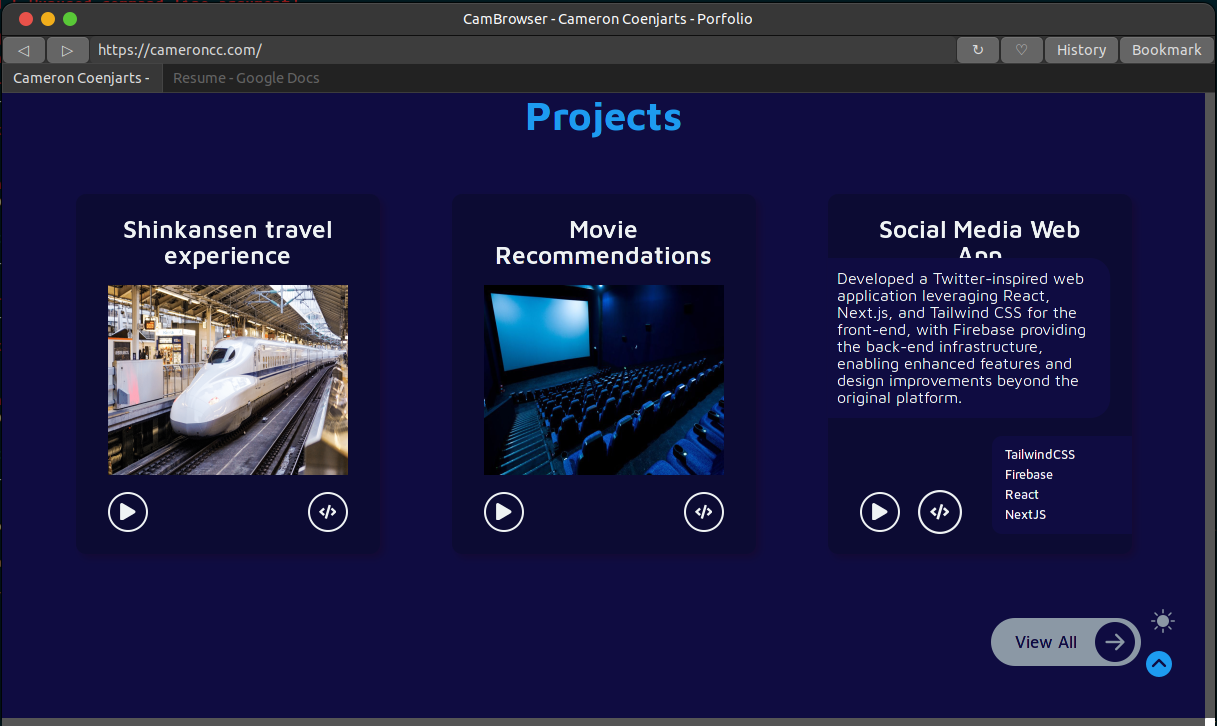 CamBrowser - Cameron Coenjarts - Porfolio
https://cameroncc.com/
History
Bookmark
Cameron Coenjarts -
Resume - Google Docs
Projects
Shinkansen travel
experience
Movie
Recommendations
Social Media Web
App
Developed a Twitter-inspired web
application leveraging React,
Next.js, and Tailwind CSS for the
front-end, with Firebase providing
the back-end infrastructure,
enabling enhanced features and
design improvements beyond the
original platform.
TailwindCSS
Firebase
React
NextJS
View All